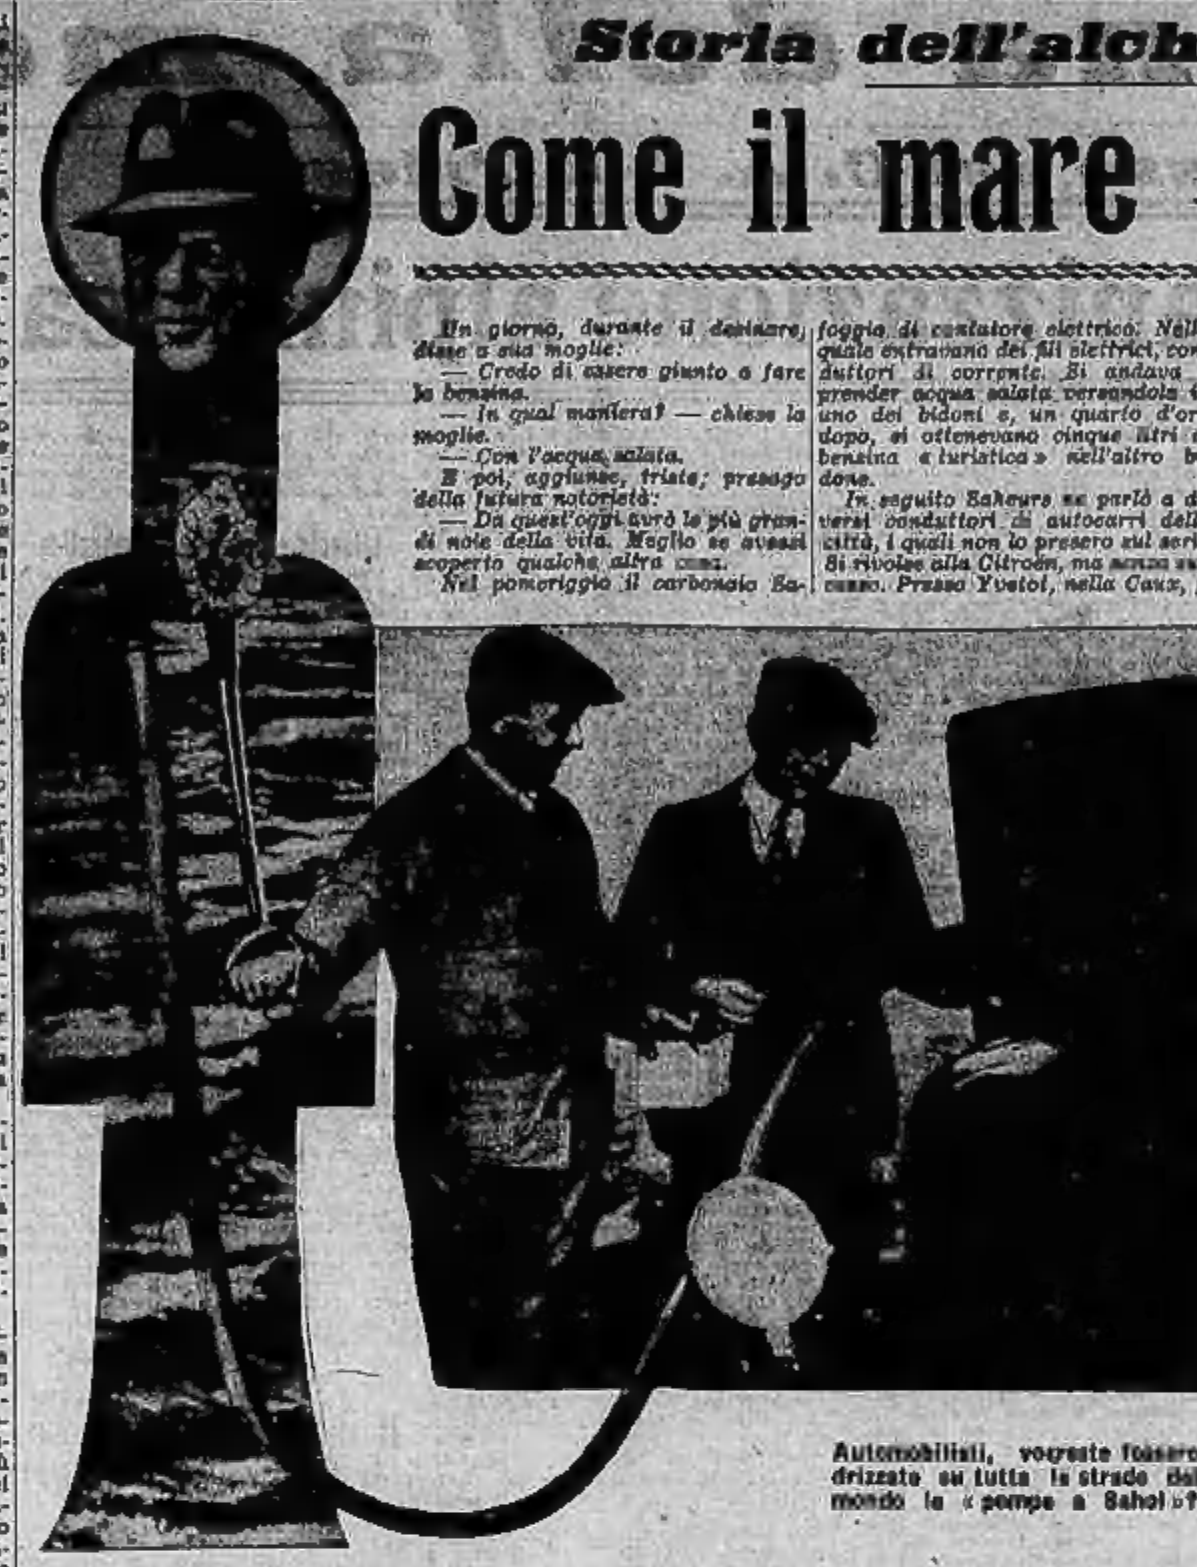 Storia dell'alch
Come il mare
Un giorno, durante il desinare,
disse a sua moglie:
— Credo di essere giunto a fare
la benzina.
— In qual maniera? — chiese la
moglie.
— Con l'acqua salata.
E poi, aggiunse, triste; presago
della futura notorietà:
— Da quest'oggi avrò le più gran-
di noie della vita. Meglio se avessi
scoperto qualche altra cosa.
Nel pomeriggio il carbonaio Sa-
foggia di contatore elettrico. Nell
quale entravano dei fili elettrici, con
duttori di corrente. Si andava
prender acqua salata versandola
uno dei bidoni e, un quarto d'or
dopo, si ottenevano cinque litri
benzina «turistica» nell'altro b
done.
In seguito se parlò a d
versi conduttori di autocarri dell
città, i quali non lo presero sul seri
Si rivolse alla Citroën, ma
Presso Yvetot, nella Caux,
Automobilisti, vorreste fossero
drizzate su tutte le strade del
mondo le «pompe a Sahol»?